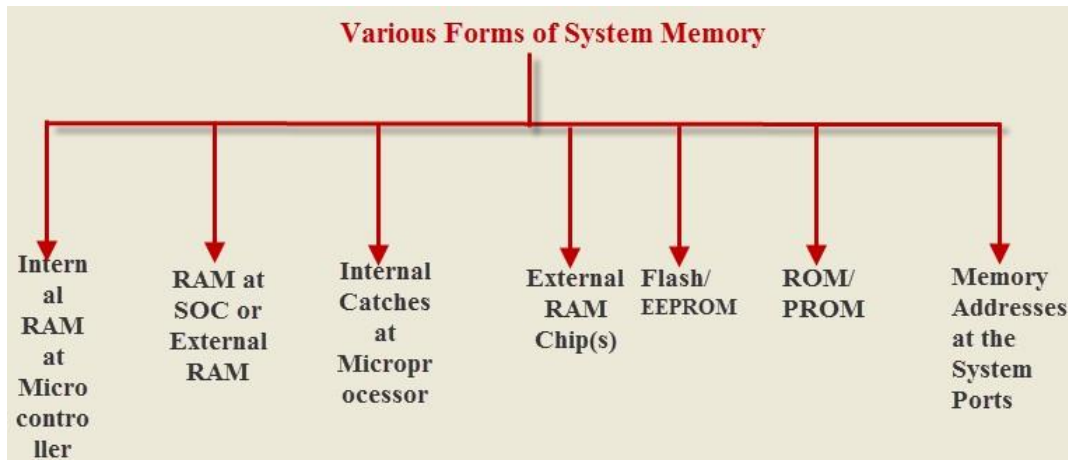 Various Forms of System Memory
Intern
al
RAM
at
Micro
contro
ller
RAM at
SOC or
External
RAM
Internal
Catches
at
Micropr
ocessor
External
RAM
Chip(s)
Flash/
EEPROM
ROM/
PROM
Memory
Addresses
at the
System
Ports